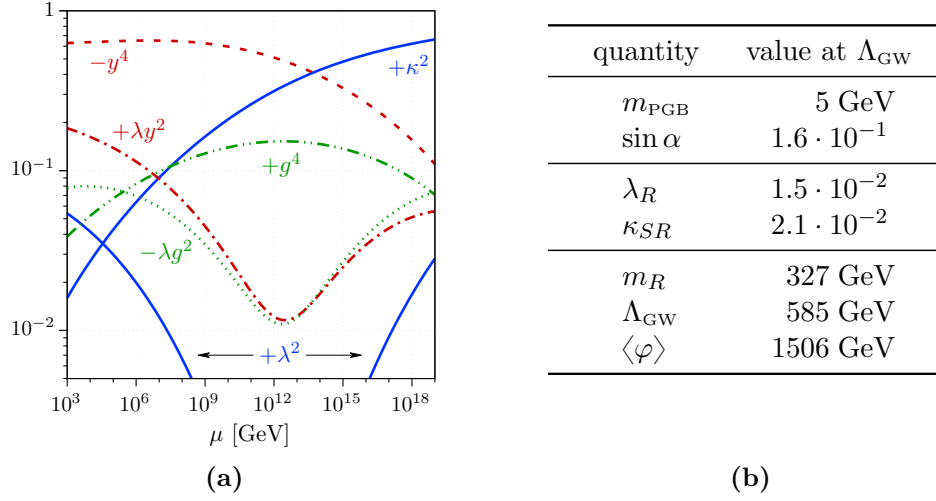 1
10⁻¹
10⁻²
−y⁴
+κ²
+λy²
+g⁴
−λg²
+λ²
10³ 10⁶ 10⁹ 10¹² 10¹⁵ 10¹⁸
μ [GeV]
(a)
quantity value at Λ_GW
m_PGB 5 GeV
sin α 1.6 · 10⁻¹
λ_R 1.5 · 10⁻²
κ_SR 2.1 · 10⁻²
m_R 327 GeV
Λ_GW 585 GeV
⟨φ⟩ 1506 GeV
(b)